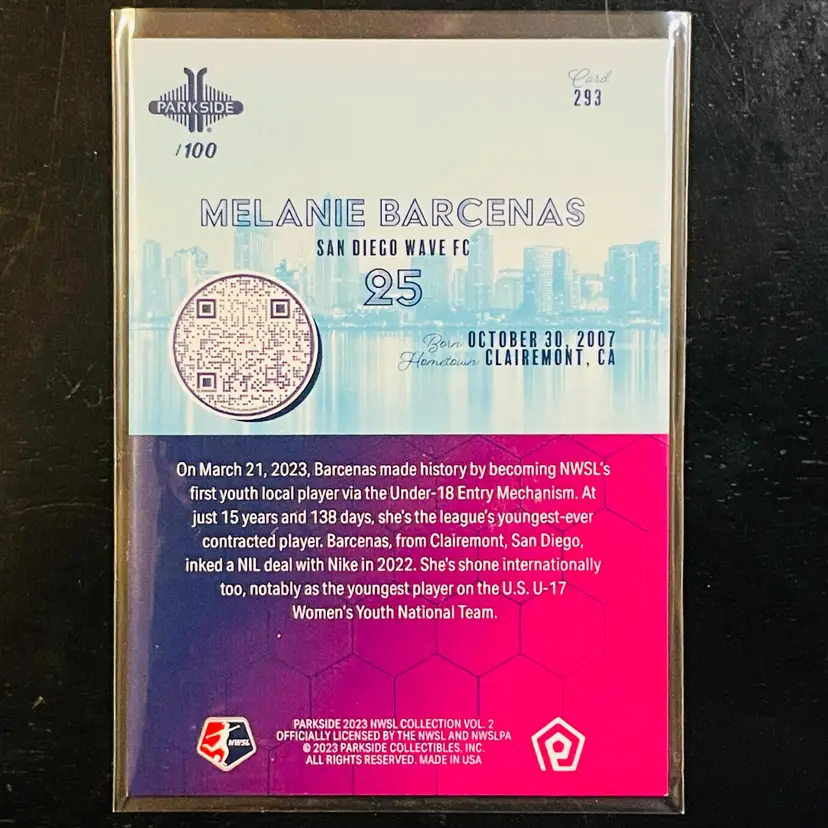 PARKSIDE
/100
Card
293
MELANIE BARCENAS
SAN DIEGO WAVE FC
25
Born OCTOBER 30, 2007
Hometown CLAIREMONT, CA
On March 21, 2023, Barcenas made history by becoming NWSL's
first youth local player via the Under-18 Entry Mechanism. At
just 15 years and 138 days, she's the league's youngest-ever
contracted player. Barcenas, from Clairemont, San Diego,
inked a NIL deal with Nike in 2022. She's shone internationally
too, notably as the youngest player on the U.S. U-17
Women's Youth National Team.
NWSL
PARKSIDE 2023 NWSL COLLECTION VOL. 2
OFFICIALLY LICENSED BY THE NWSL AND NWSLPA
© 2023 PARKSIDE COLLECTIBLES, INC.
ALL RIGHTS RESERVED. MADE IN USA